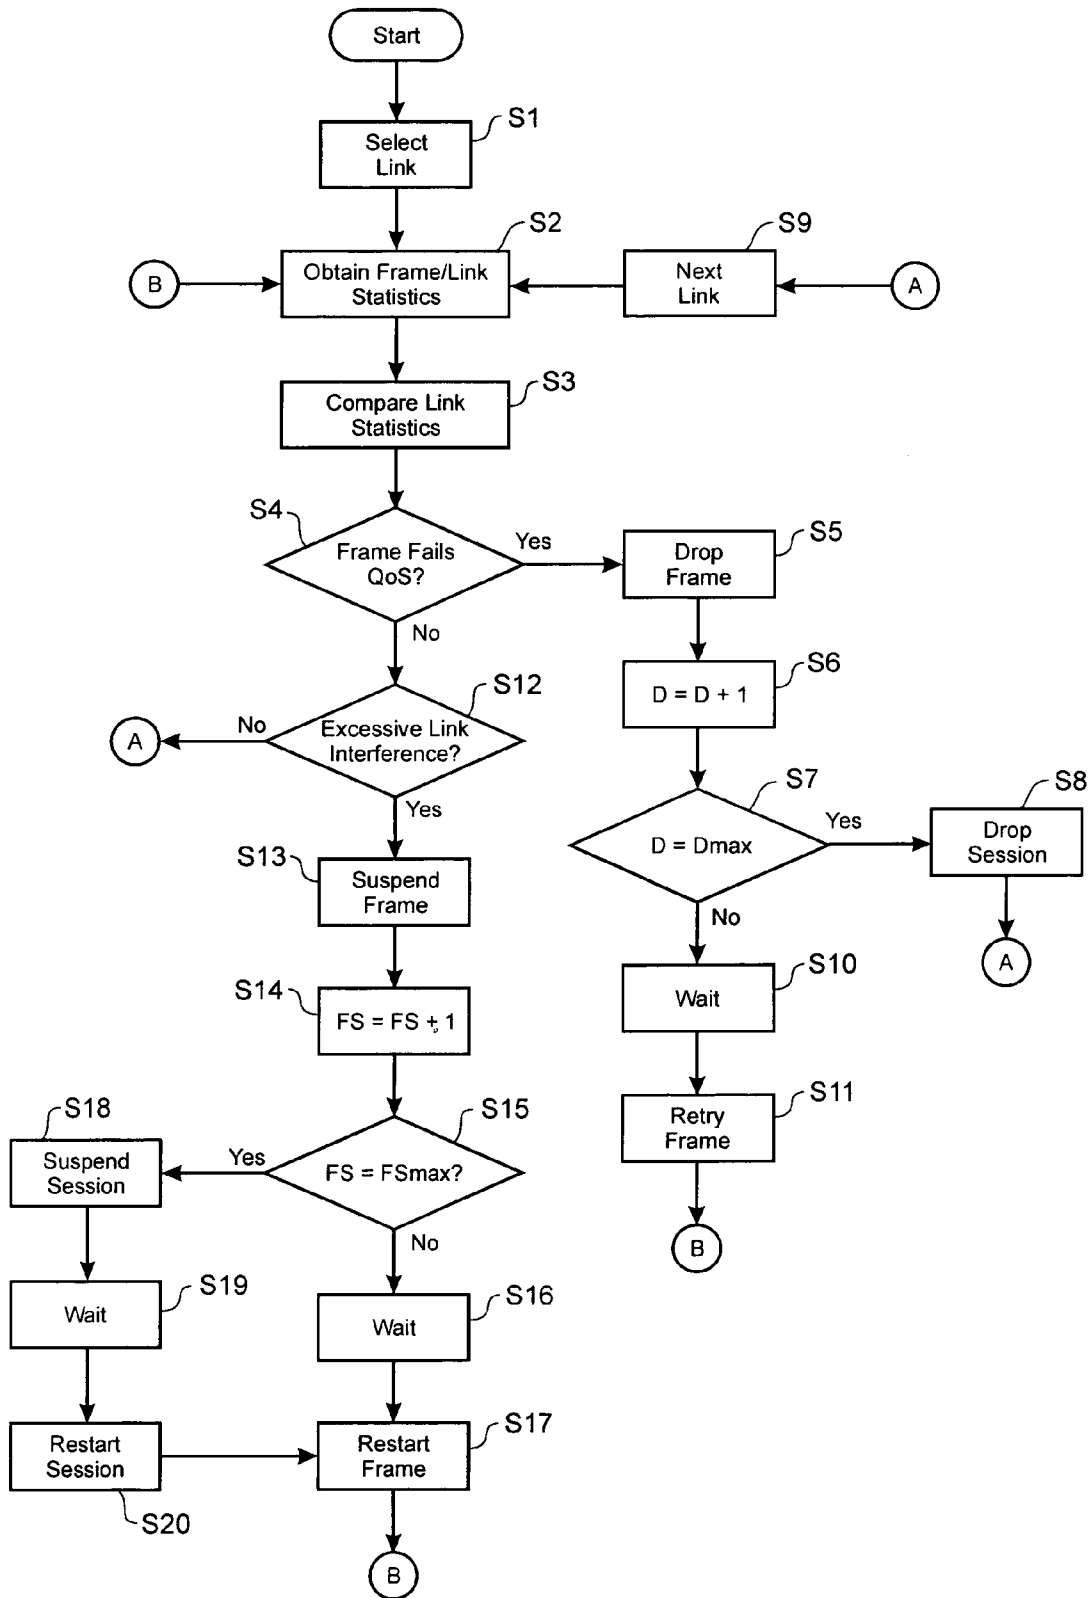 Start
S1
Select
Link
S2
S9
B
Obtain Frame/Link
Statistics
Next
Link
A
S3
Compare Link
Statistics
S4
Frame Fails
QoS?
Yes
No
S5
Drop
Frame
S6
D = D + 1
S12
Excessive Link
Interference?
No
A
Yes
S7
D = Dmax
Yes
No
S8
Drop
Session
A
S13
Suspend
Frame
S10
Wait
S14
FS = FS + 1
S11
Retry
Frame
B
S15
FS = FSmax?
Yes
No
S18
Suspend
Session
S19
Wait
S16
Wait
S20
Restart
Session
S17
Restart
Frame
B